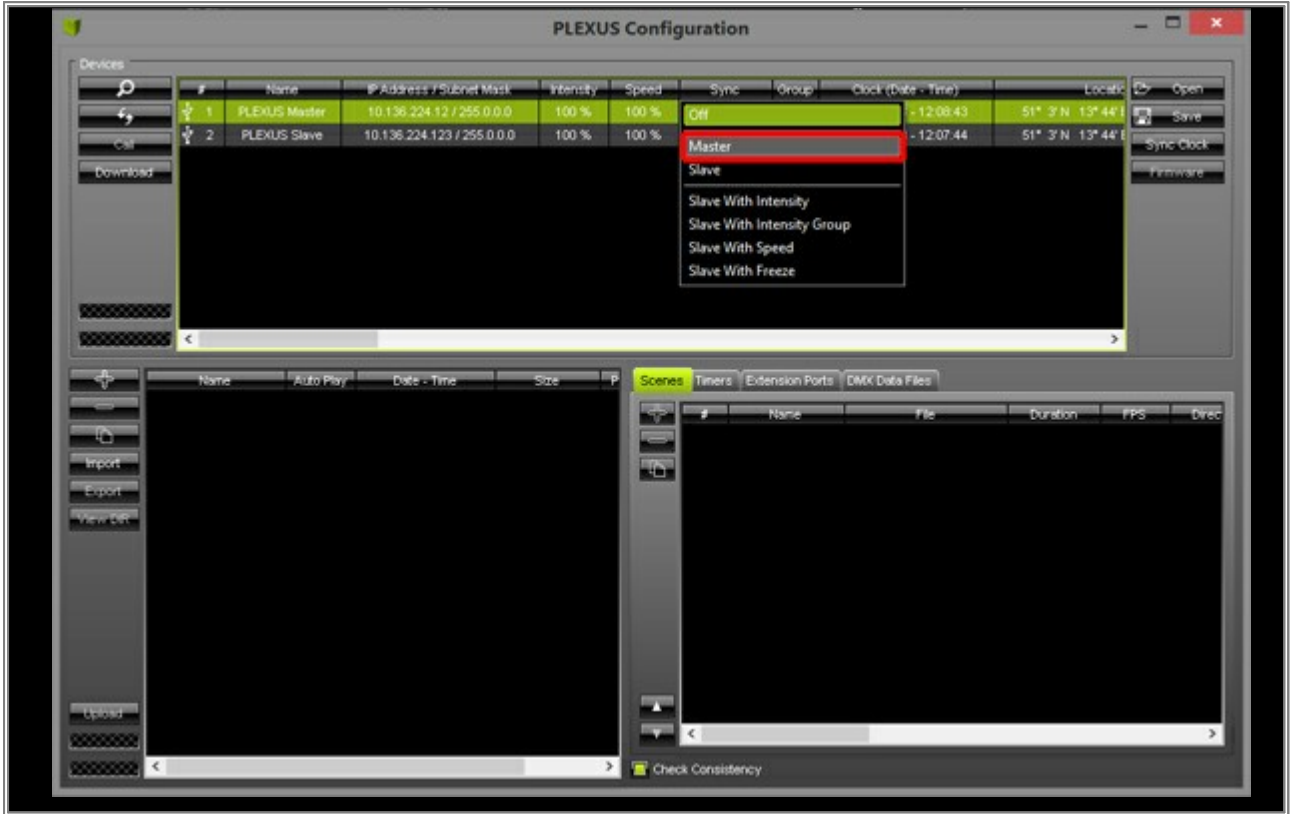 PLEXUS Configuration
Devices
# Name IP Address / Subnet Mask Intensity Speed Sync Group Clock (Date - Time) Locatic Open
1 PLEXUS Master 10.136.224.12 / 255.0.0.0 100 % 100 % Off - 12:08:43 51° 3' N 13° 44' E Save
Call 2 PLEXUS Slave 10.136.224.123 / 255.0.0.0 100 % 100 % - 12:07:44 51° 3' N 13° 44' E Sync Clock
Master
Download Slave Firmware
Slave With Intensity
Slave With Intensity Group
Slave With Speed
Slave With Freeze
Name Auto Play Date - Time Size P
Scenes Timers Extension Ports DMX Data Files
# Name File Duration FPS Direc
Import
Export
View DIR
Upload
Check Consistency